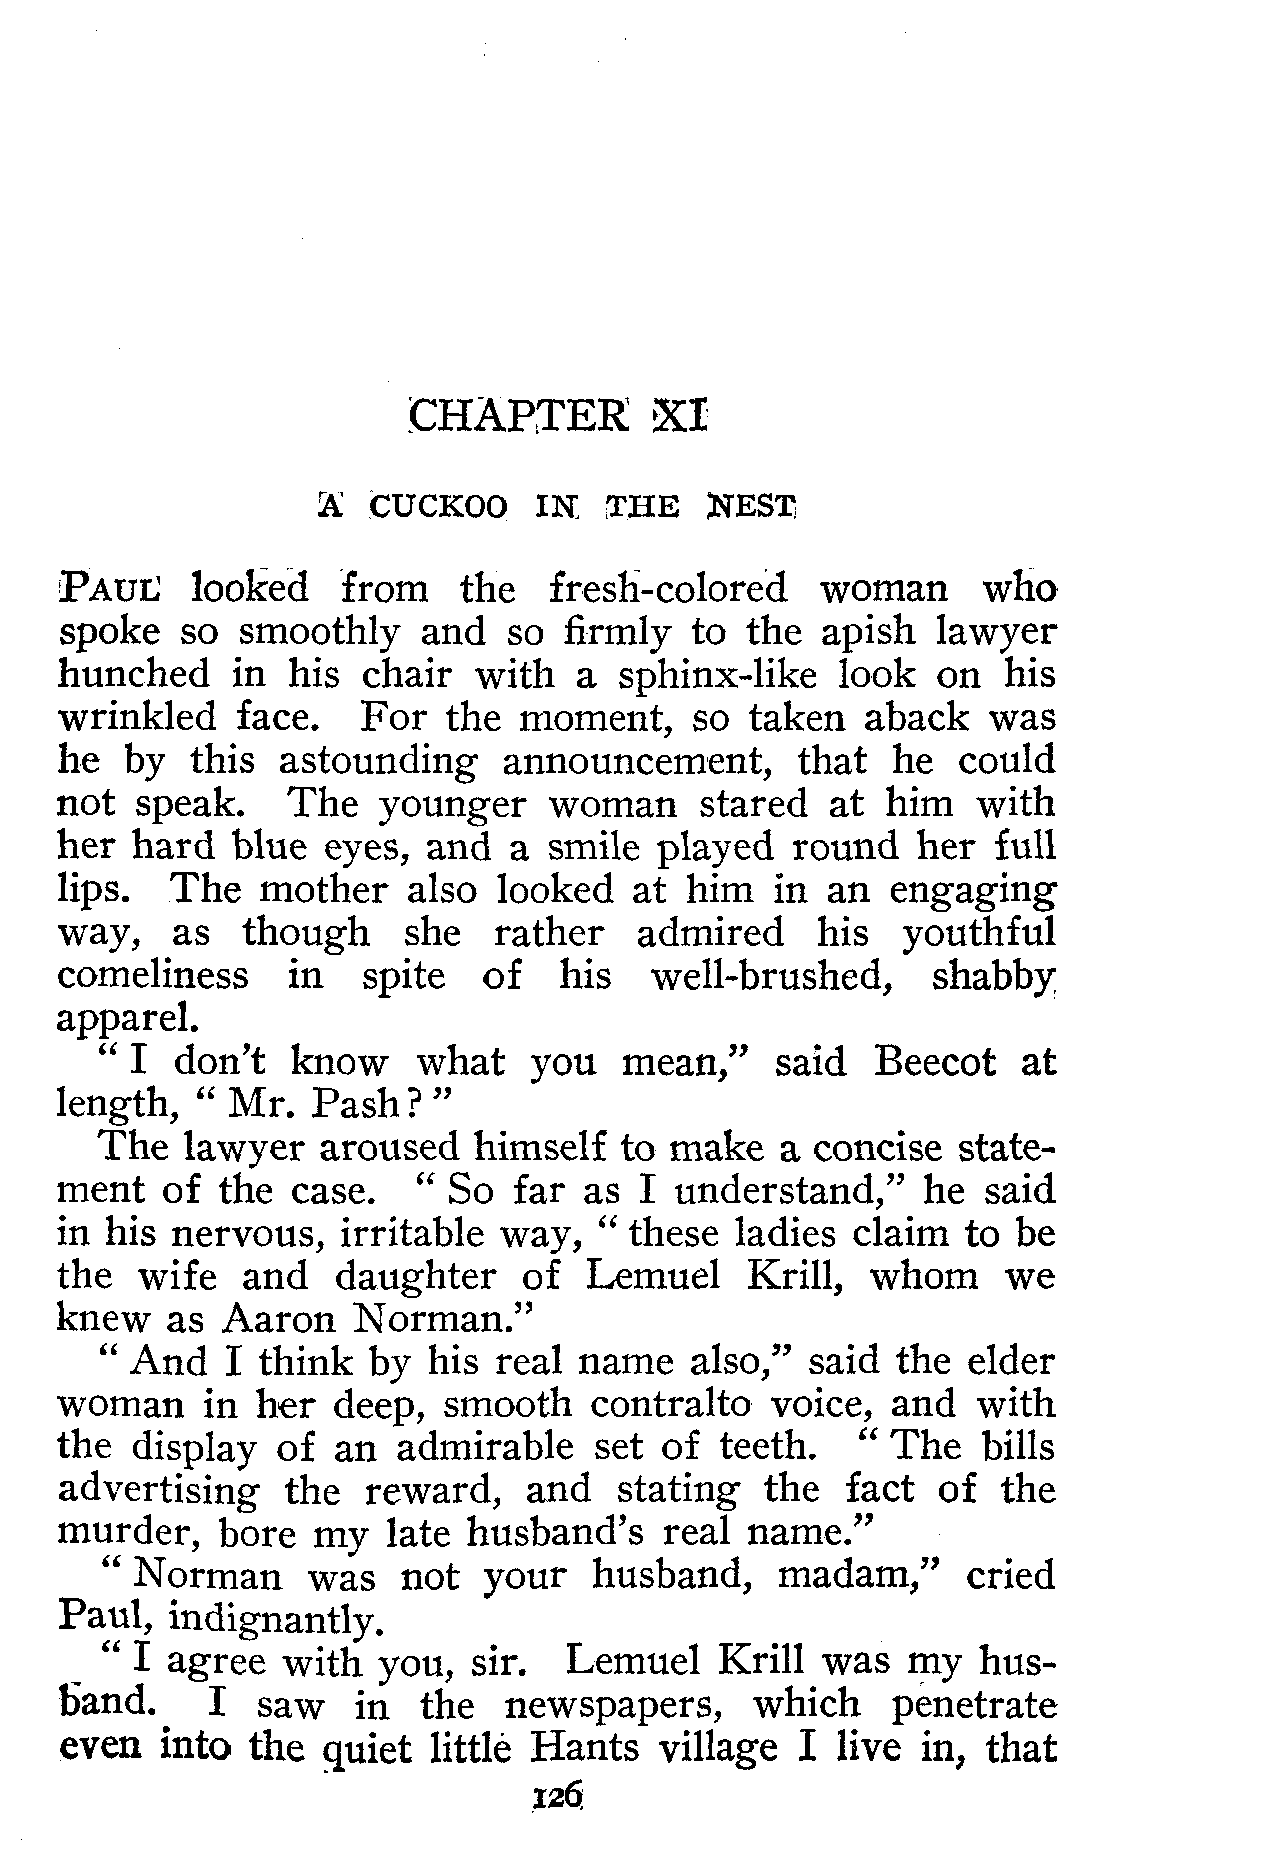 CHAPTER XI
A CUCKOO IN THE NEST
PAUL looked from the fresh-colored woman who
spoke so smoothly and so firmly to the apish lawyer
hunched in his chair with a sphinx-like look on his
wrinkled face. For the moment, so taken aback was
he by this astounding announcement, that he could
not speak. The younger woman stared at him with
her hard blue eyes, and a smile played round her full
lips. The mother also looked at him in an engaging
way, as though she rather admired his youthful
comeliness in spite of his well-brushed, shabby
apparel.
“ I don't know what you mean,” said Beecot at
length, “ Mr. Pash? ”
The lawyer aroused himself to make a concise state-
ment of the case. “ So far as I understand,” he said
in his nervous, irritable way, “ these ladies claim to be
the wife and daughter of Lemuel Krill, whom we
knew as Aaron Norman.”
“ And I think by his real name also,” said the elder
woman in her deep, smooth contralto voice, and with
the display of an admirable set of teeth. “ The bills
advertising the reward, and stating the fact of the
murder, bore my late husband's real name.”
“ Norman was not your husband, madam,” cried
Paul, indignantly.
“ I agree with you, sir. Lemuel Krill was my hus-
band. I saw in the newspapers, which penetrate
even into the quiet little Hants village I live in, that
126